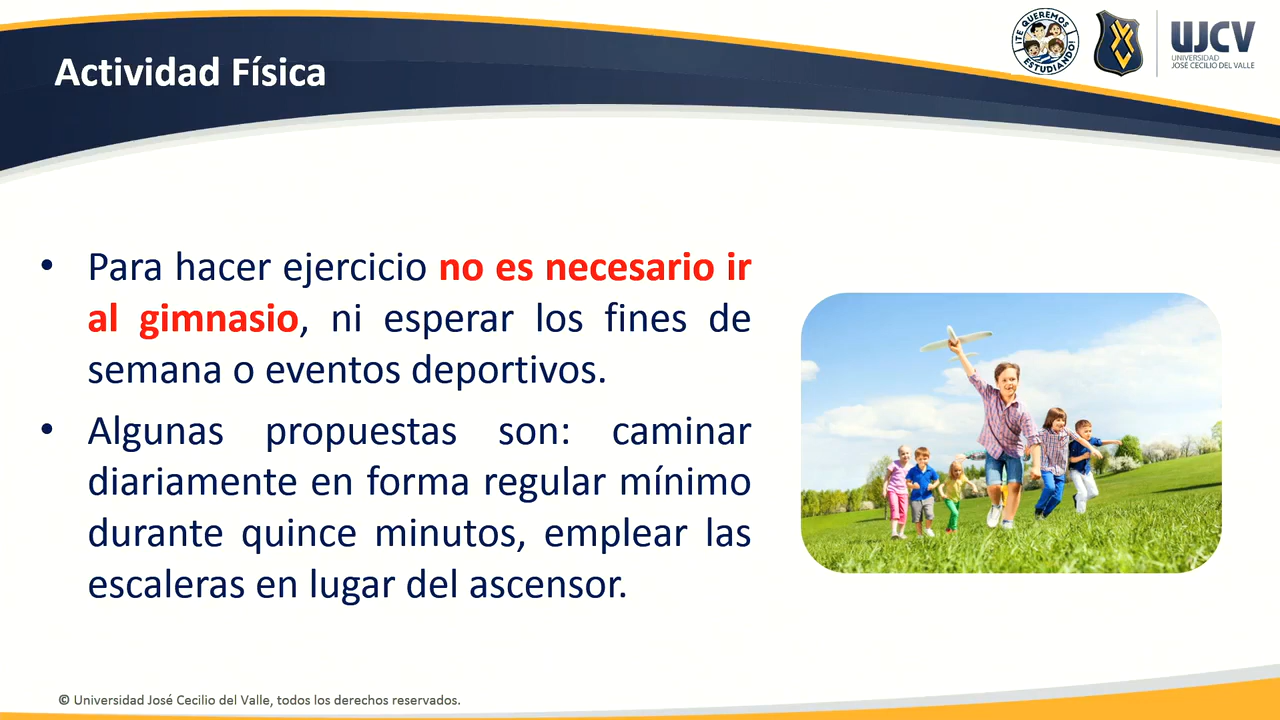 ¡TE QUEREMOS
ESTUDIANDO!
UJCV
UNIVERSIDAD
JOSÉ CECILIO DEL VALLE
Actividad Física
• Para hacer ejercicio no es necesario ir
al gimnasio, ni esperar los fines de
semana o eventos deportivos.
• Algunas propuestas son: caminar
diariamente en forma regular mínimo
durante quince minutos, emplear las
escaleras en lugar del ascensor.
© Universidad José Cecilio del Valle, todos los derechos reservados.